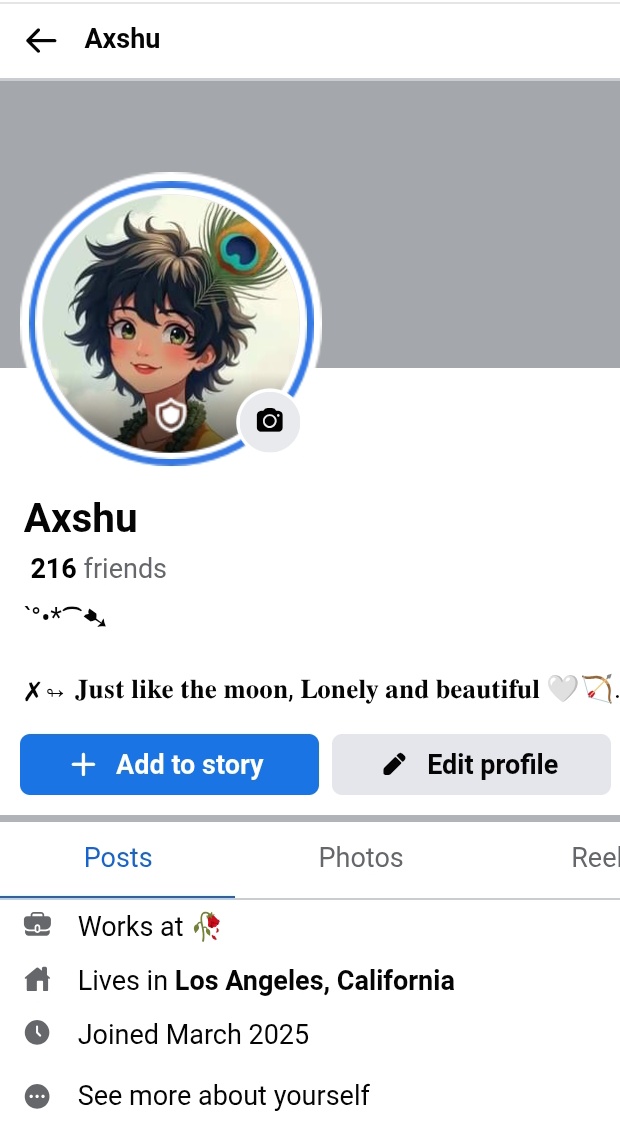 Axshu
Axshu
216 friends
`°•*⁀➷
✗↬ 𝐉𝐮𝐬𝐭 𝐥𝐢𝐤𝐞 𝐭𝐡𝐞 𝐦𝐨𝐨𝐧, 𝐋𝐨𝐧𝐞𝐥𝐲 𝐚𝐧𝐝 𝐛𝐞𝐚𝐮𝐭𝐢𝐟𝐮𝐥 🤍🏹.
Add to story
Edit profile
Posts Photos Reel
Works at 🥀
Lives in Los Angeles, California
Joined March 2025
See more about yourself